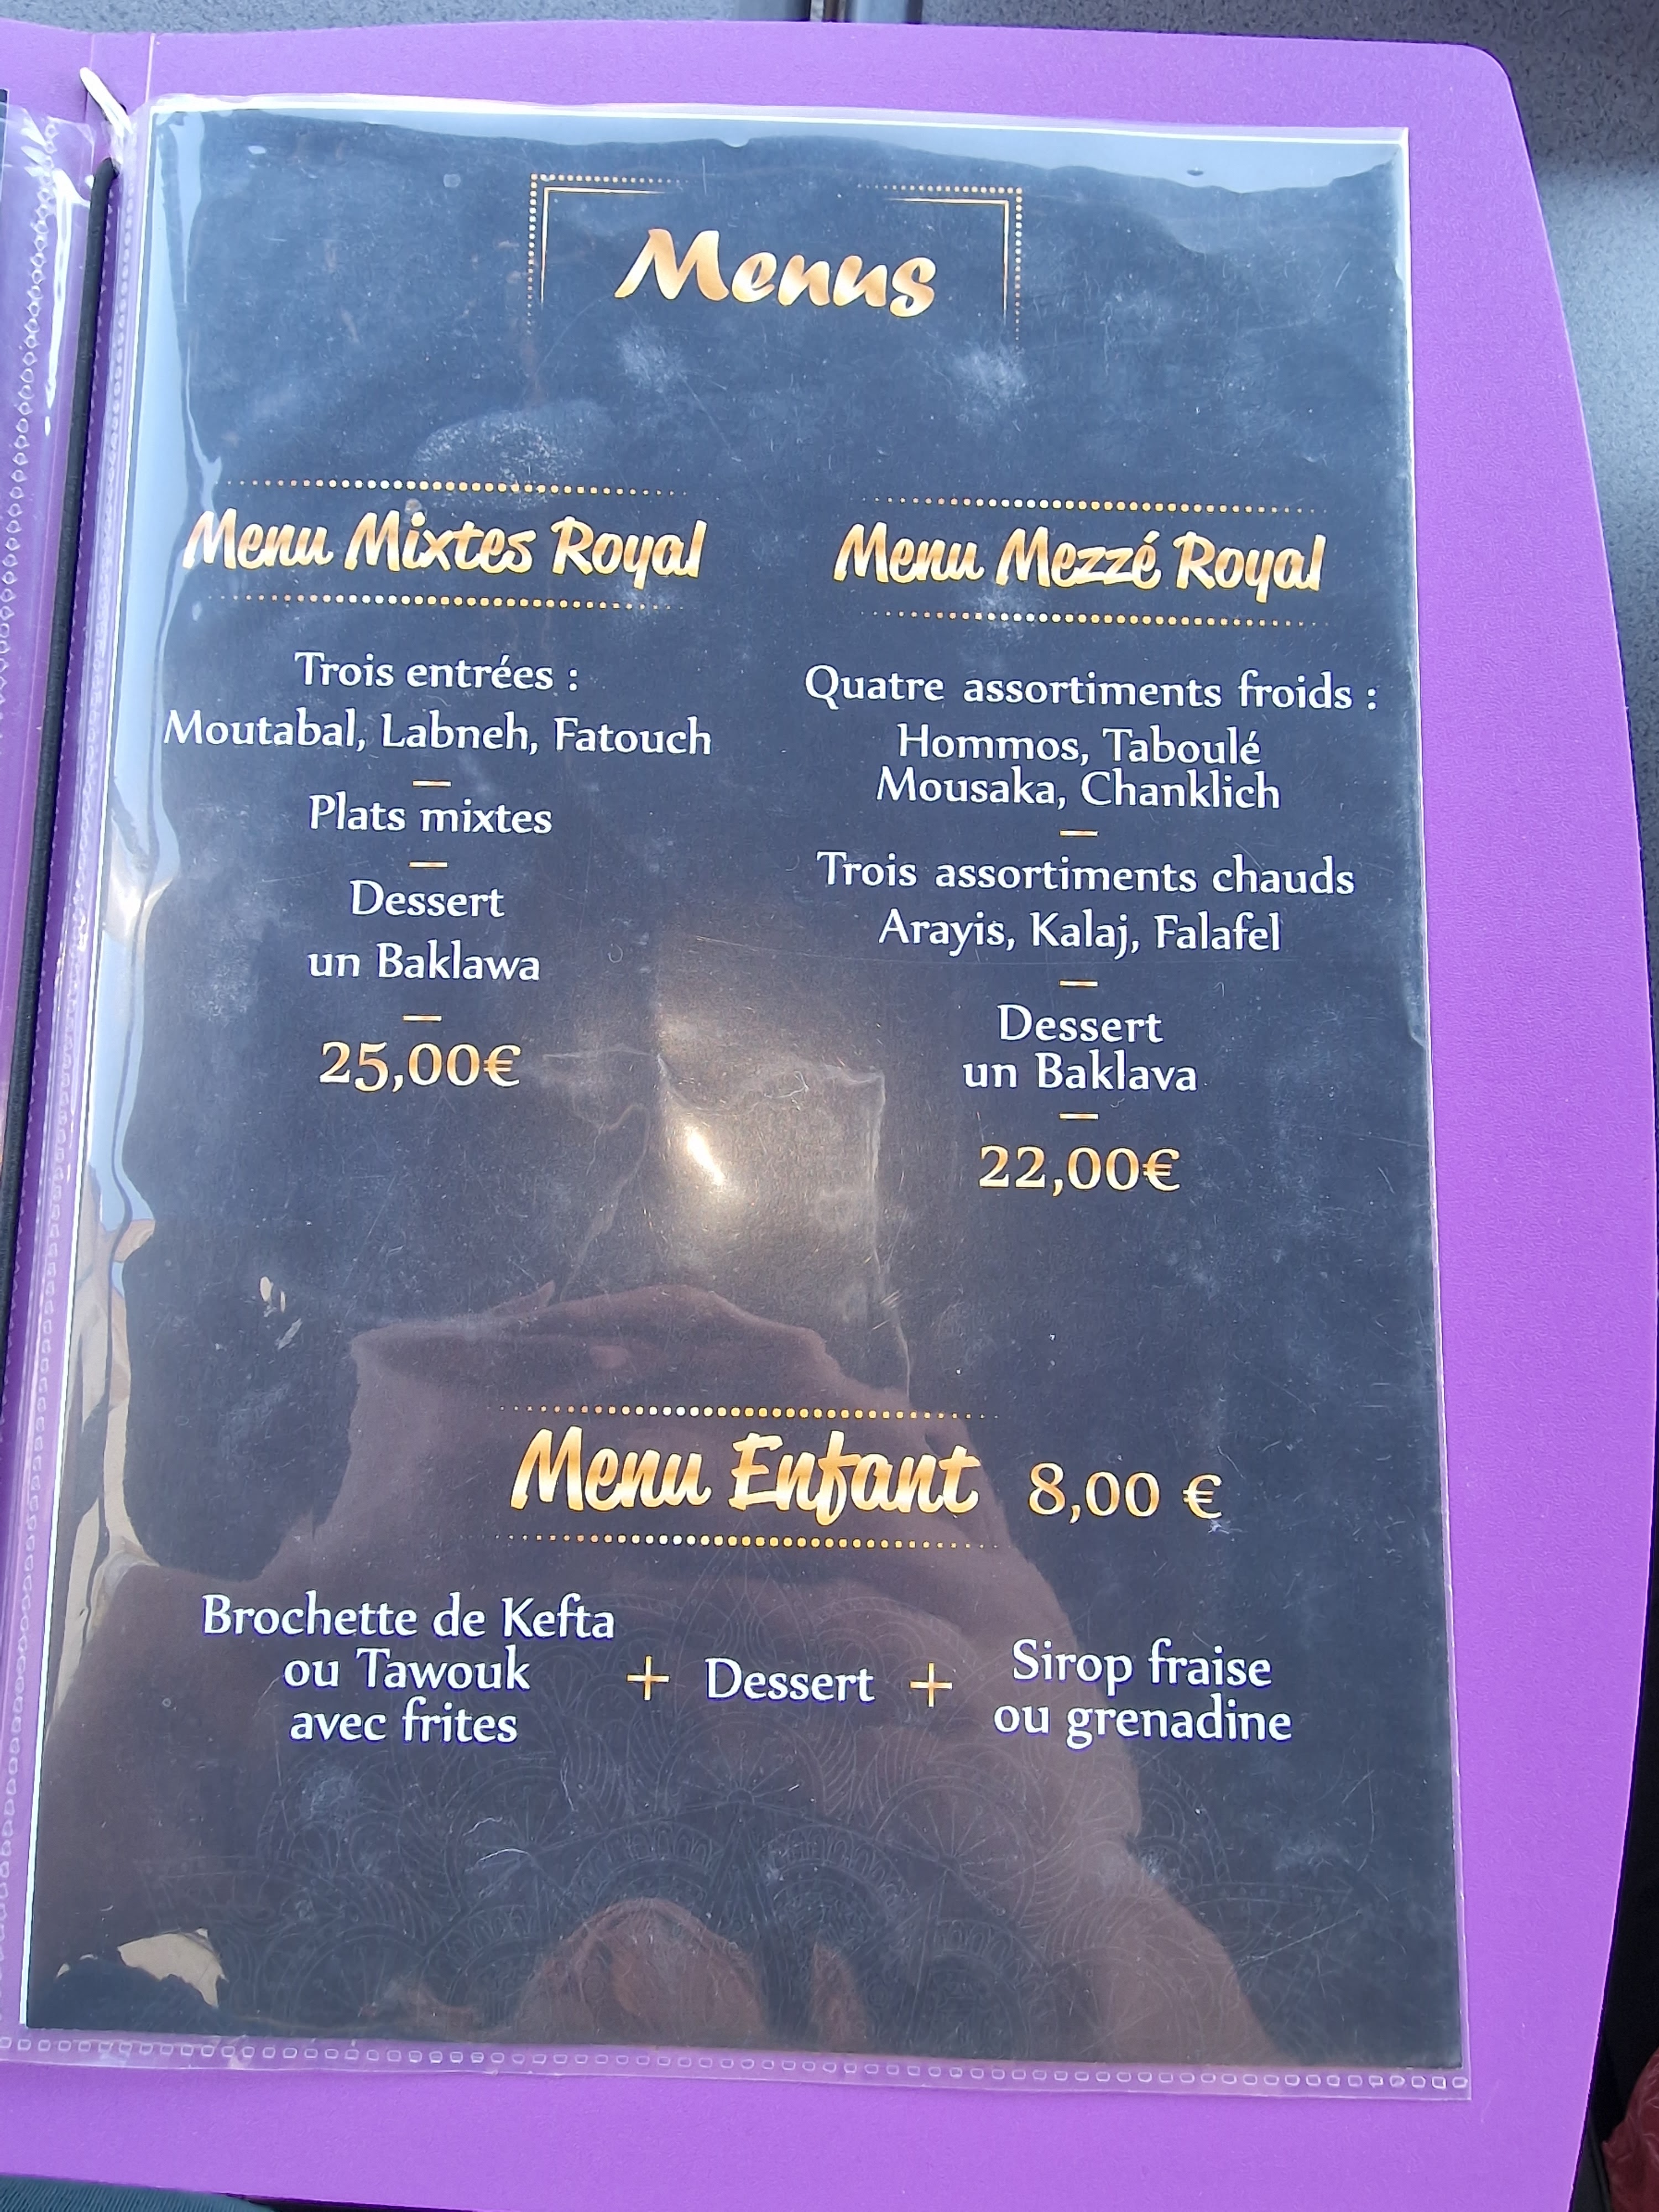 Menus
Menu Mixtes Royal
Trois entrées :
Moutabal, Labneh, Fatouch
Plats mixtes
Dessert
un Baklawa
25,00€
Menu Mezzé Royal
Quatre assortiments froids :
Hommos, Taboulé
Mousaka, Chanklich
Trois assortiments chauds
Arayis, Kalaj, Falafel
Dessert
un Baklava
22,00€
Menu Enfant 8,00 €
Brochette de Kefta
ou Tawouk
avec frites
+ Dessert +
Sirop fraise
ou grenadine